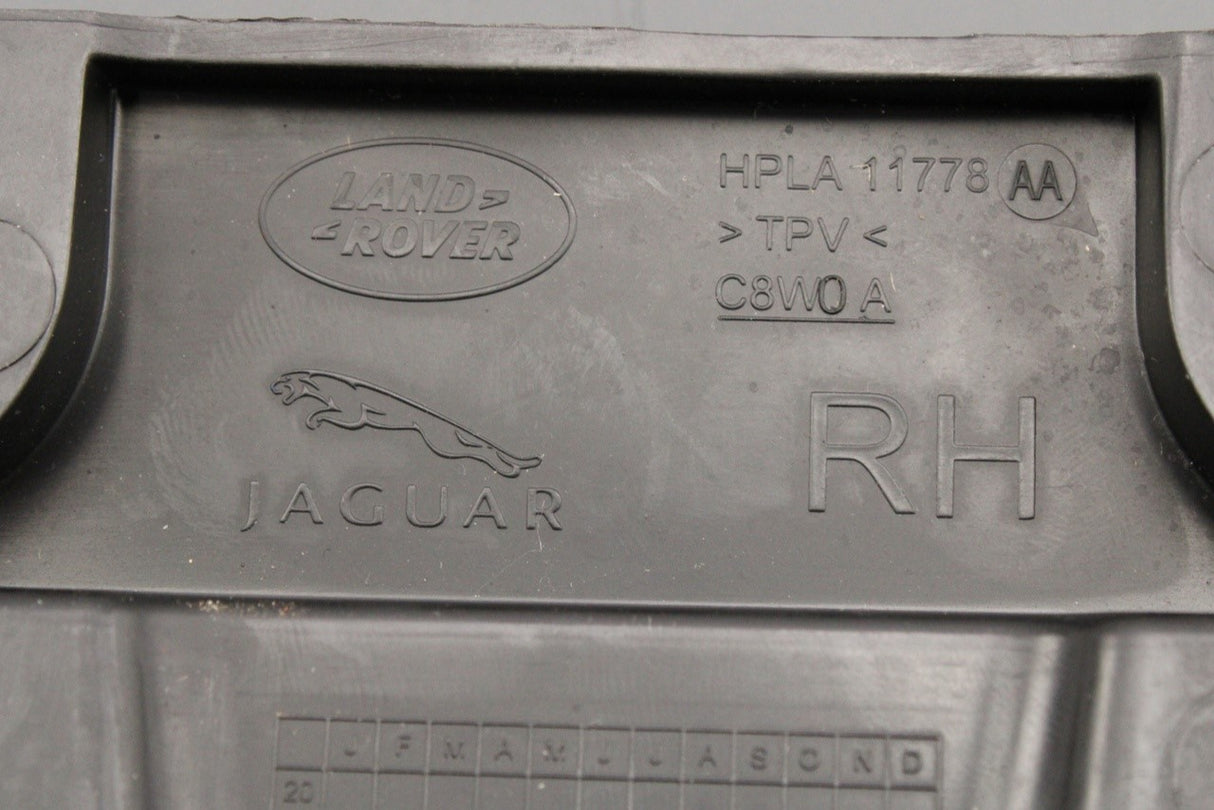 LAND
ROVER
HPLA 11778 AA
> TPV <
C8W0 A
JAGUAR
RH
J F M A M J J A S O N D
20